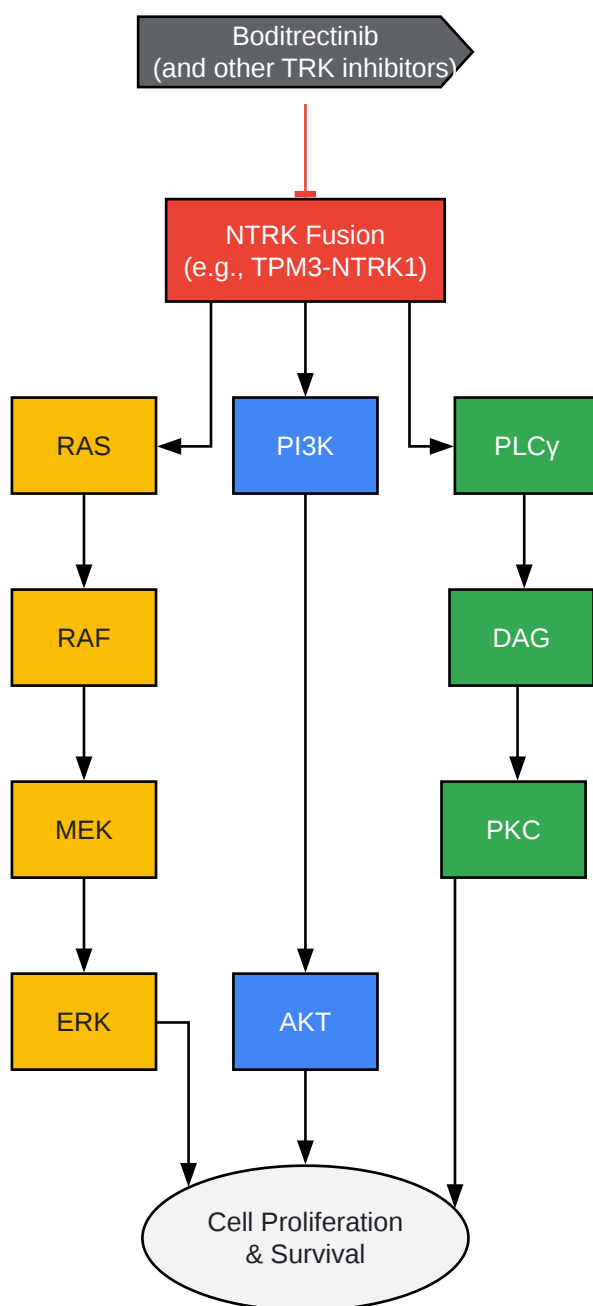 Boditrectinib
(and other TRK inhibitors)
NTRK Fusion
(e.g., TPM3-NTRK1)
RAS
PI3K
PLCγ
RAF
DAG
MEK
PKC
ERK
AKT
Cell Proliferation
& Survival